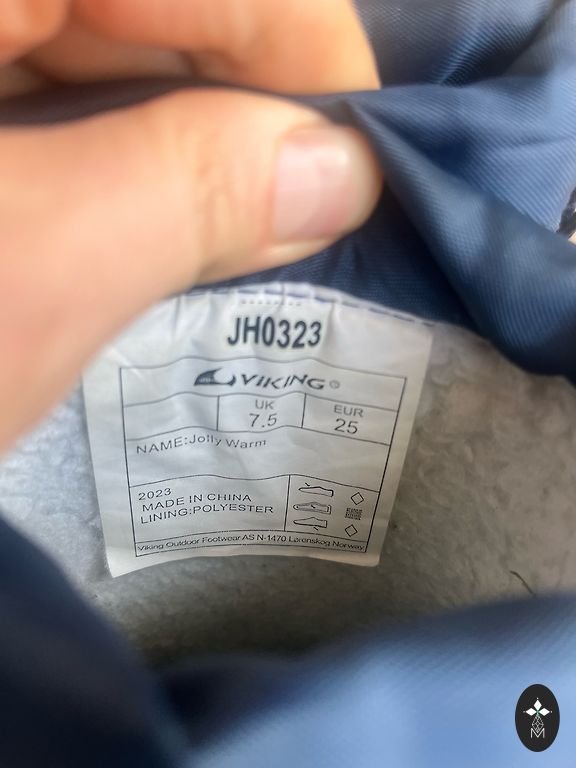 JH0323
VIKING®
UK EUR
7.5 25
NAME:Jolly Warm
2023
MADE IN CHINA
LINING:POLYESTER
Viking Outdoor Footwear AS N-1470 Lørenskog Norway
M